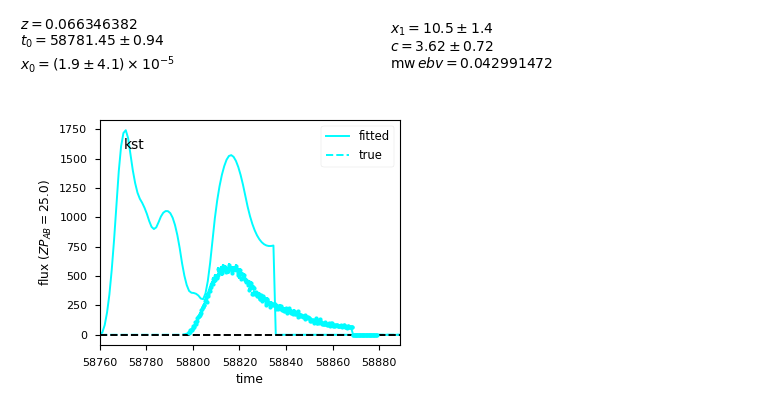 z = 0.066346382
t₀ = 58781.45 ± 0.94
x₀ = (1.9 ± 4.1) × 10⁻⁵
x₁ = 10.5 ± 1.4
c = 3.62 ± 0.72
mw ebv = 0.042991472
kst
fitted
true
1750
1500
1250
1000
750
500
250
0
flux (ZP_AB = 25.0)
58760 58780 58800 58820 58840 58860 58880
time